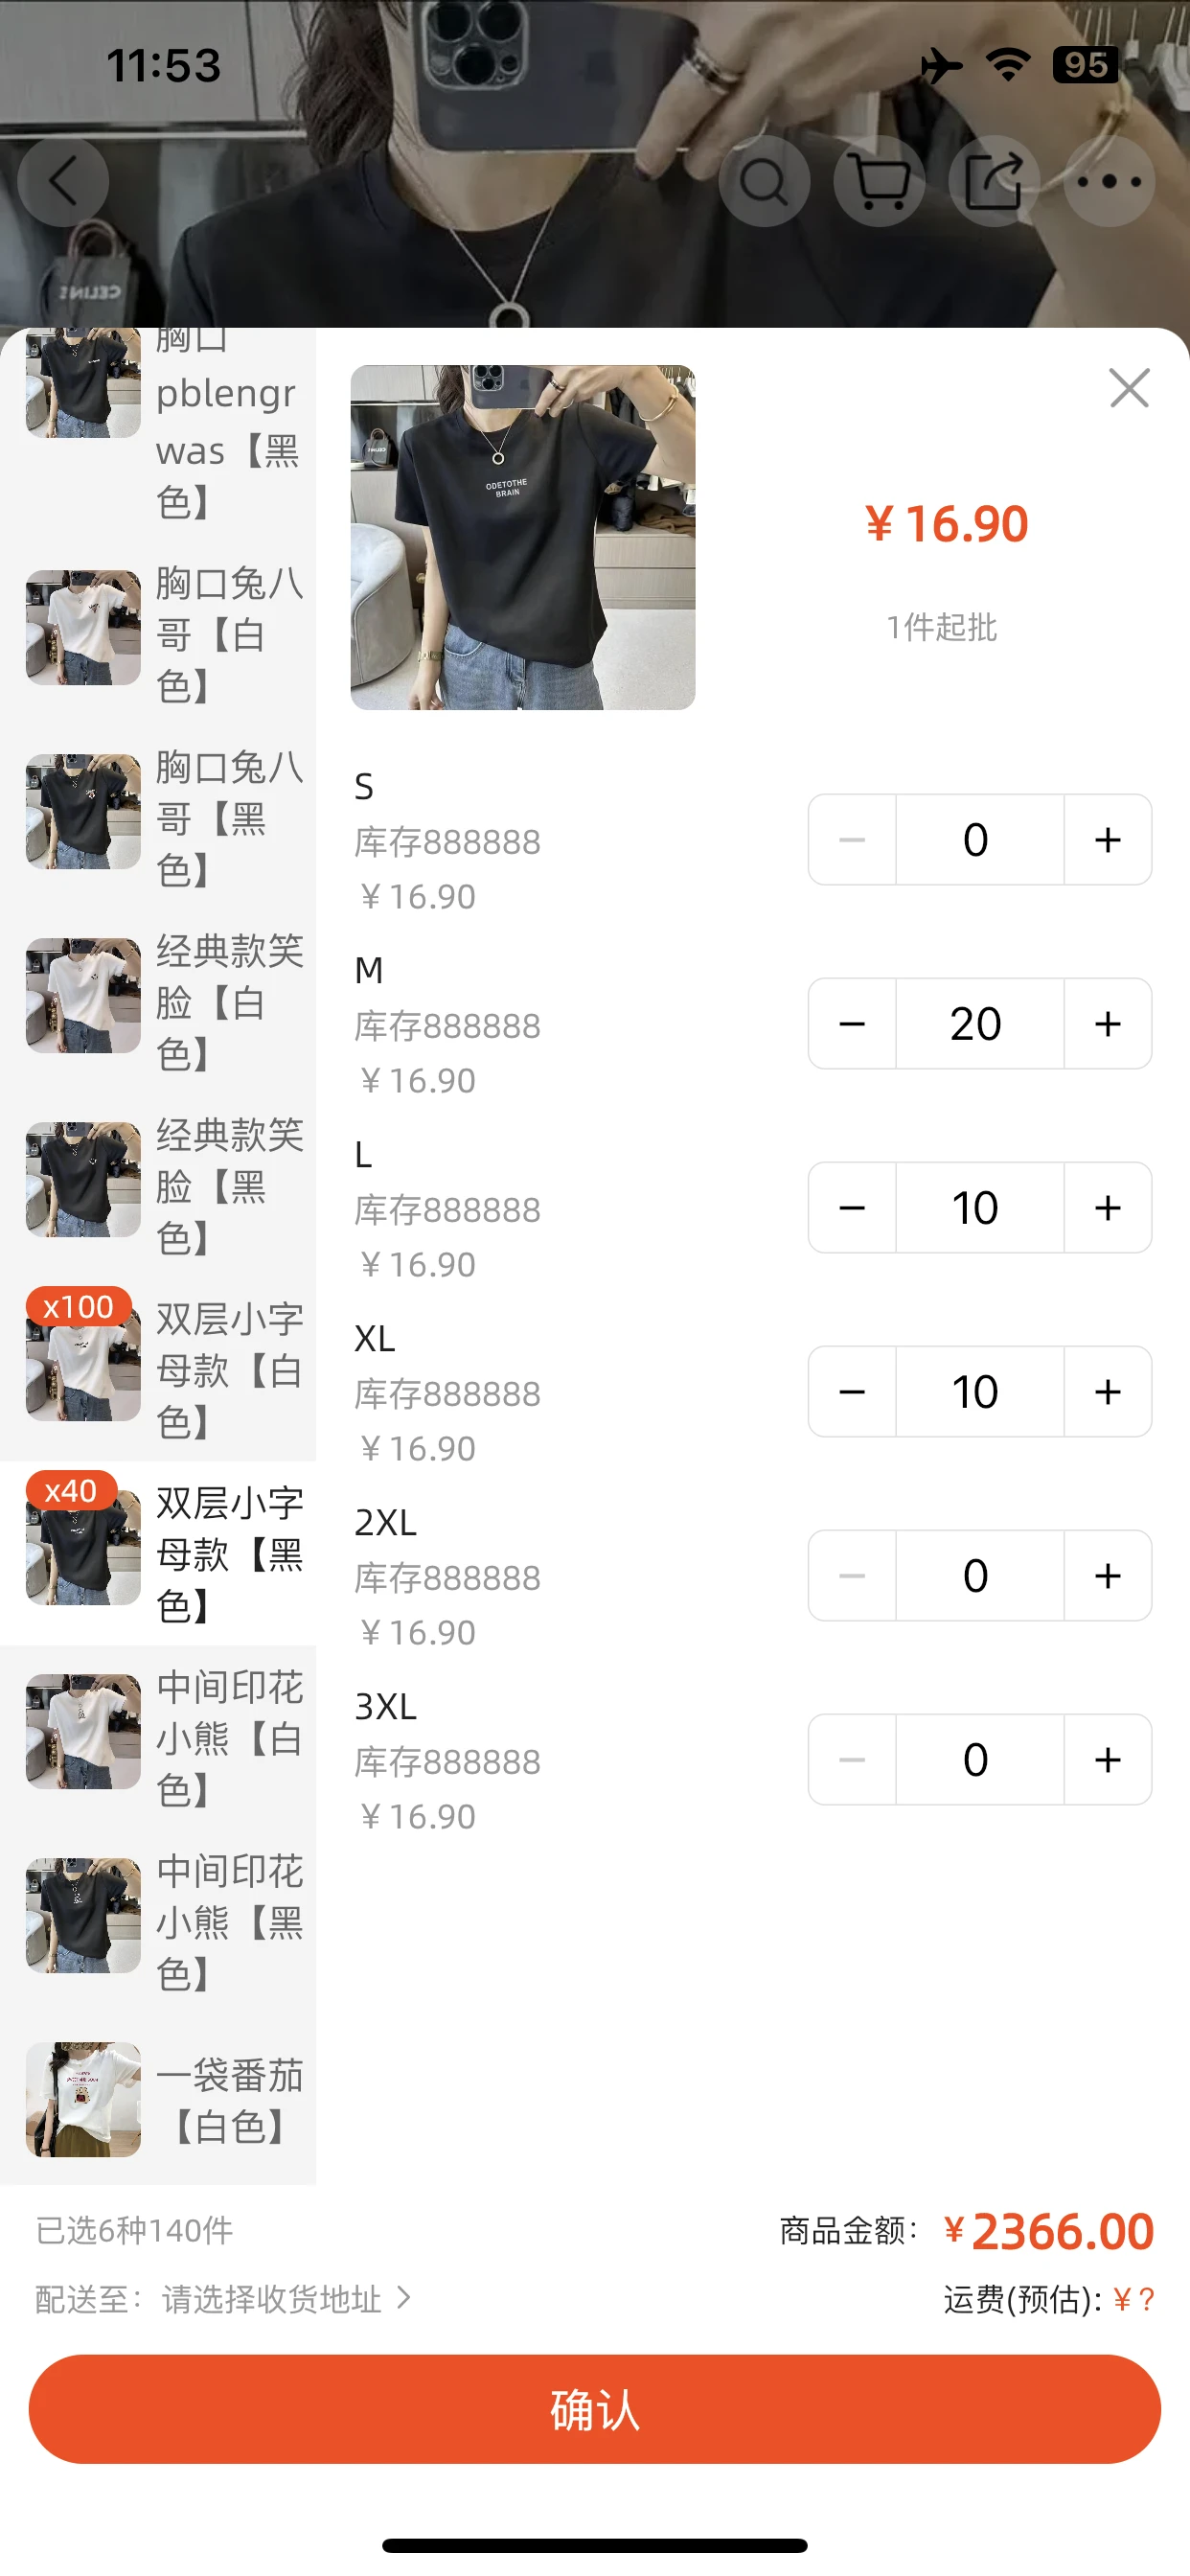 11:53
95
胸口
pblengr
was【黑
色】
胸口兔八
哥【白
色】
胸口兔八
哥【黑
色】
经典款笑
脸【白
色】
经典款笑
脸【黑
色】
x100
双层小字
母款【白
色】
x40
双层小字
母款【黑
色】
中间印花
小熊【白
色】
中间印花
小熊【黑
色】
一袋番茄
【白色】
CELINE
ODETOTHE
BRAIN
¥ 16.90
1件起批
S
库存888888
¥ 16.90
0
M
库存888888
¥ 16.90
20
L
库存888888
¥ 16.90
10
XL
库存888888
¥ 16.90
10
2XL
库存888888
¥ 16.90
0
3XL
库存888888
¥ 16.90
0
已选6种140件
商品金额：¥2366.00
配送至：请选择收货地址
运费(预估): ¥ ?
确认